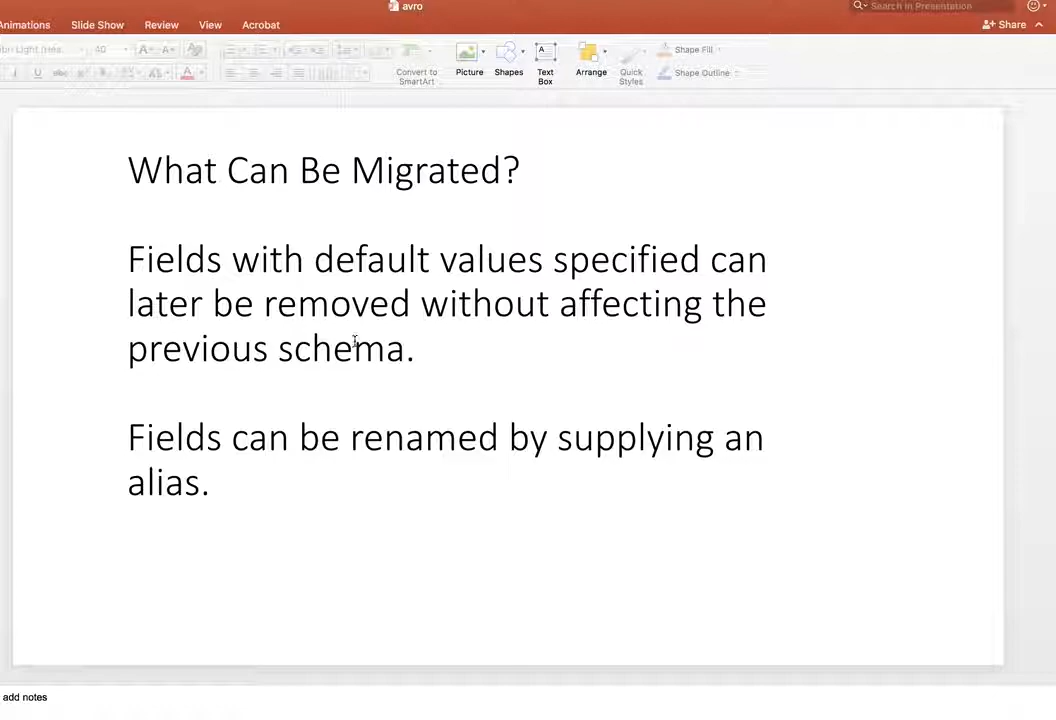 avro
Search in Presentation
Animations
Slide Show
Review
View
Acrobat
Share
40
Convert to
SmartArt
Picture
Shapes
Text
Box
Arrange
Quick
Styles
Shape Fill
Shape Outline
What Can Be Migrated?
Fields with default values specified can
later be removed without affecting the
previous schema.
Fields can be renamed by supplying an
alias.
add notes